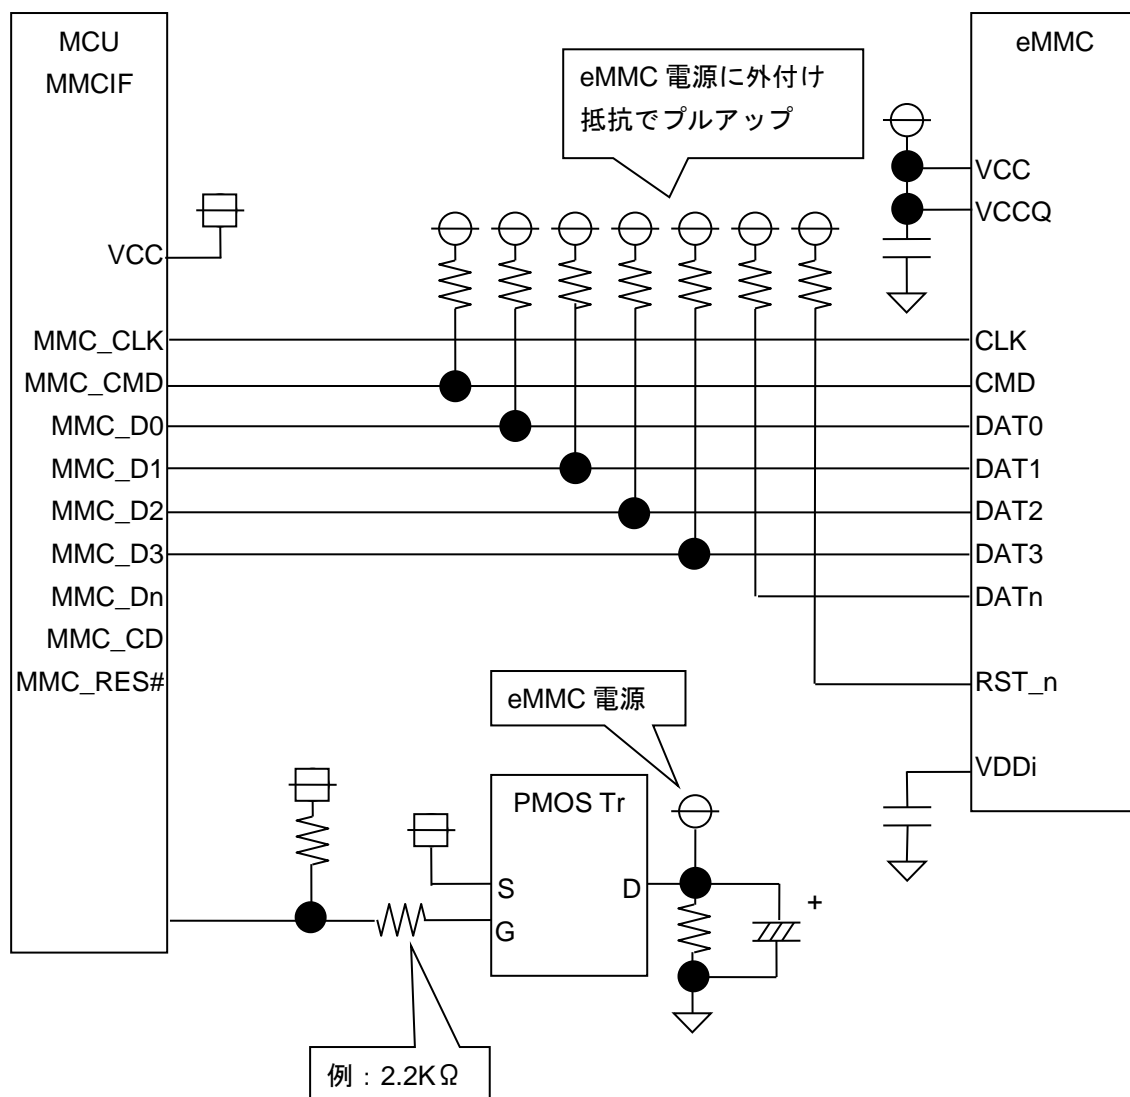 MCU
MMCIF
eMMC
eMMC 電源に外付け
抵抗でプルアップ
VCC
VCCQ
VCC
MMC_CLK
CLK
MMC_CMD
CMD
MMC_D0
DAT0
MMC_D1
DAT1
MMC_D2
DAT2
MMC_D3
DAT3
MMC_Dn
DATn
MMC_CD
MMC_RES#
RST_n
eMMC 電源
VDDi
PMOS Tr
S
D
G
+
例：2.2KΩ